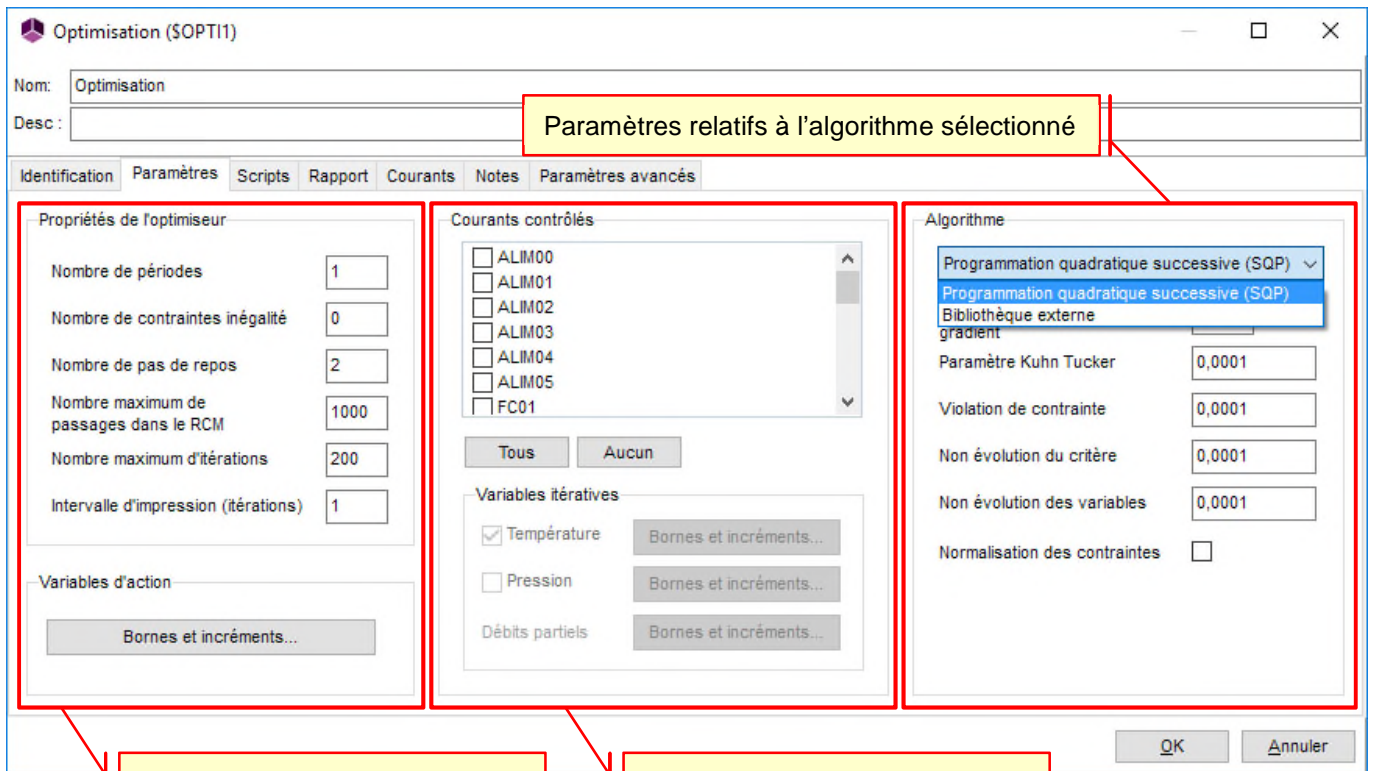 Optimisation ($OPTI1)
Nom: Optimisation
Desc :
Paramètres relatifs à l'algorithme sélectionné
Identification Paramètres Scripts Rapport Courants Notes Paramètres avancés
Propriétés de l'optimiseur
Nombre de périodes 1
Nombre de contraintes inégalité 0
Nombre de pas de repos 2
Nombre maximum de
passages dans le RCM 1000
Nombre maximum d'itérations 200
Intervalle d'impression (itérations) 1
Variables d'action
Bornes et incréments...
Courants contrôlés
ALIM00
ALIM01
ALIM02
ALIM03
ALIM04
ALIM05
FC01
Tous Aucun
Variables itératives
Température Bornes et incréments...
Pression Bornes et incréments...
Débits partiels Bornes et incréments...
Algorithme
Programmation quadratique successive (SQP)
Programmation quadratique successive (SQP)
Bibliothèque externe
gradient
Paramètre Kuhn Tucker 0,0001
Violation de contrainte 0,0001
Non évolution du critère 0,0001
Non évolution des variables 0,0001
Normalisation des contraintes
OK Annuler